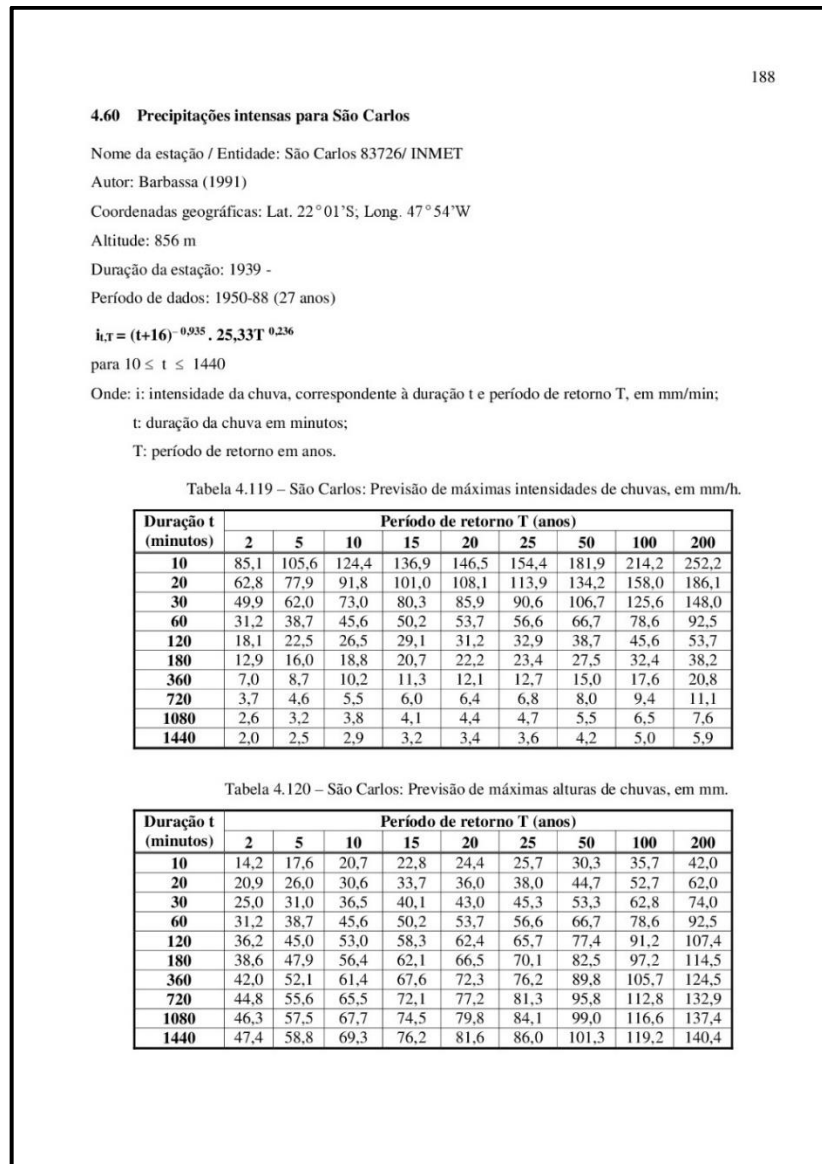 188
4.60 Precipitações intensas para São Carlos
Nome da estação / Entidade: São Carlos 83726/ INMET
Autor: Barbassa (1991)
Coordenadas geográficas: Lat. 22°01’S; Long. 47°54’W
Altitude: 856 m
Duração da estação: 1939 -
Período de dados: 1950-88 (27 anos)
it,T = (t+16)– 0,935 . 25,33T 0,236
para 10 ≤ t ≤ 1440
Onde: i: intensidade da chuva, correspondente à duração t e período de retorno T, em mm/min;
t: duração da chuva em minutos;
T: período de retorno em anos.
Tabela 4.119 – São Carlos: Previsão de máximas intensidades de chuvas, em mm/h.
Duração t Período de retorno T (anos)
(minutos) 2 5 10 15 20 25 50 100 200
10 85,1 105,6 124,4 136,9 146,5 154,4 181,9 214,2 252,2
20 62,8 77,9 91,8 101,0 108,1 113,9 134,2 158,0 186,1
30 49,9 62,0 73,0 80,3 85,9 90,6 106,7 125,6 148,0
60 31,2 38,7 45,6 50,2 53,7 56,6 66,7 78,6 92,5
120 18,1 22,5 26,5 29,1 31,2 32,9 38,7 45,6 53,7
180 12,9 16,0 18,8 20,7 22,2 23,4 27,5 32,4 38,2
360 7,0 8,7 10,2 11,3 12,1 12,7 15,0 17,6 20,8
720 3,7 4,6 5,5 6,0 6,4 6,8 8,0 9,4 11,1
1080 2,6 3,2 3,8 4,1 4,4 4,7 5,5 6,5 7,6
1440 2,0 2,5 2,9 3,2 3,4 3,6 4,2 5,0 5,9
Tabela 4.120 – São Carlos: Previsão de máximas alturas de chuvas, em mm.
Duração t Período de retorno T (anos)
(minutos) 2 5 10 15 20 25 50 100 200
10 14,2 17,6 20,7 22,8 24,4 25,7 30,3 35,7 42,0
20 20,9 26,0 30,6 33,7 36,0 38,0 44,7 52,7 62,0
30 25,0 31,0 36,5 40,1 43,0 45,3 53,3 62,8 74,0
60 31,2 38,7 45,6 50,2 53,7 56,6 66,7 78,6 92,5
120 36,2 45,0 53,0 58,3 62,4 65,7 77,4 91,2 107,4
180 38,6 47,9 56,4 62,1 66,5 70,1 82,5 97,2 114,5
360 42,0 52,1 61,4 67,6 72,3 76,2 89,8 105,7 124,5
720 44,8 55,6 65,5 72,1 77,2 81,3 95,8 112,8 132,9
1080 46,3 57,5 67,7 74,5 79,8 84,1 99,0 116,6 137,4
1440 47,4 58,8 69,3 76,2 81,6 86,0 101,3 119,2 140,4